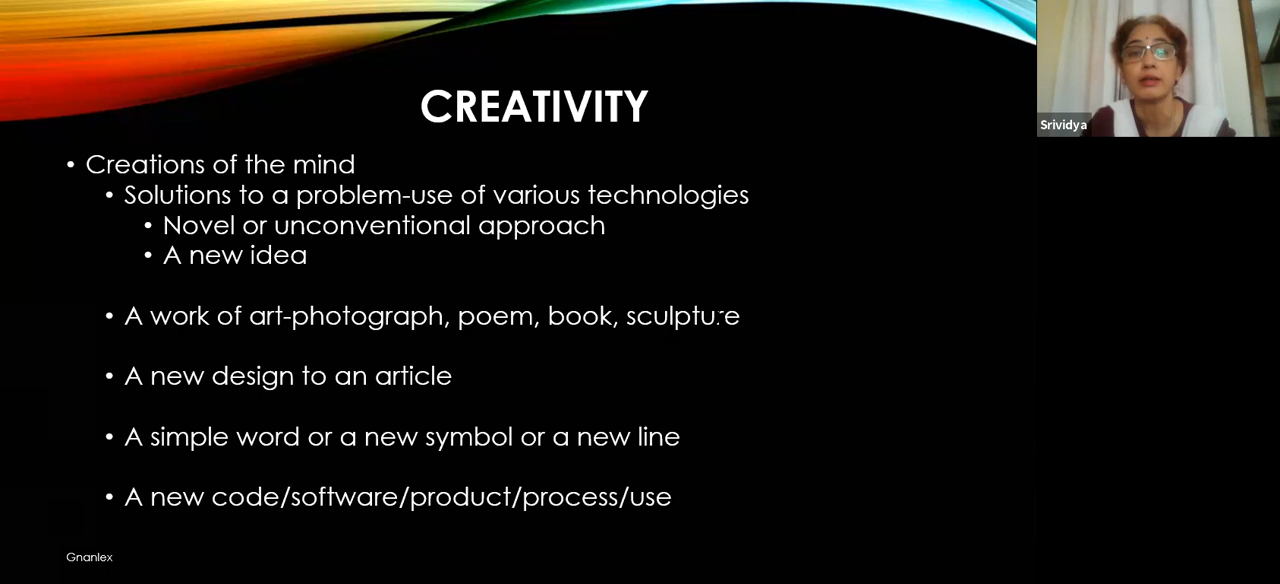 CREATIVITY
• Creations of the mind
• Solutions to a problem-use of various technologies
• Novel or unconventional approach
• A new idea
• A work of art-photograph, poem, book, sculpture
• A new design to an article
• A simple word or a new symbol or a new line
• A new code/software/product/process/use
Gnanlex
Srividya